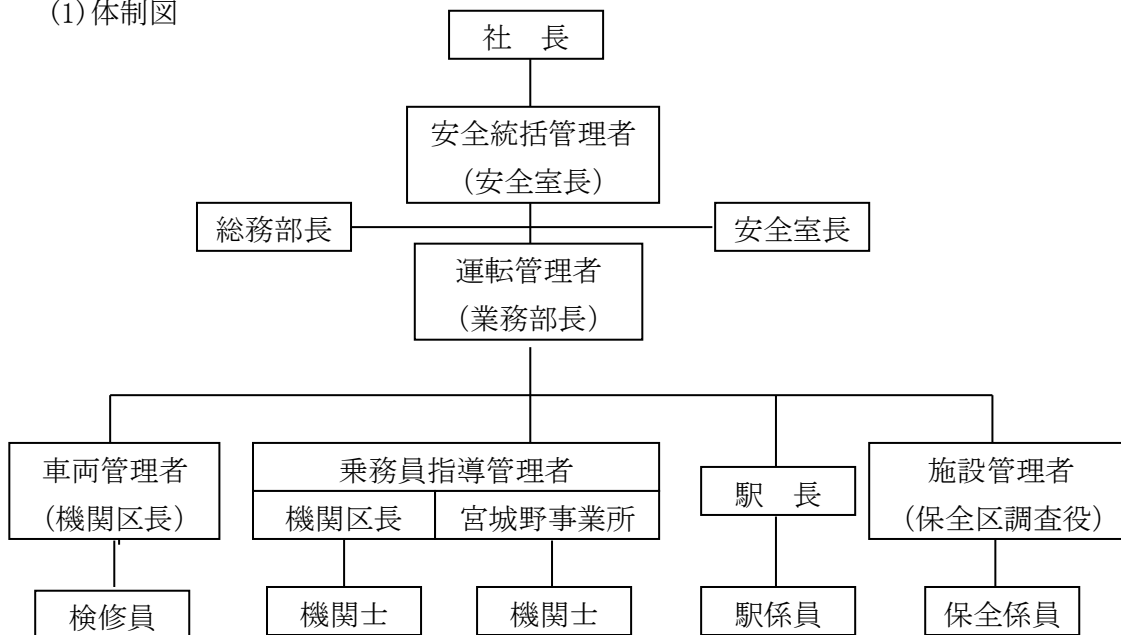 (1)体制図
社　長
安全統括管理者
(安全室長)
総務部長
安全室長
運転管理者
(業務部長)
車両管理者
(機関区長)
乗務員指導管理者
機関区長
宮城野事業所
駅　長
施設管理者
(保全区調査役)
検修員
機関士
機関士
駅係員
保全係員